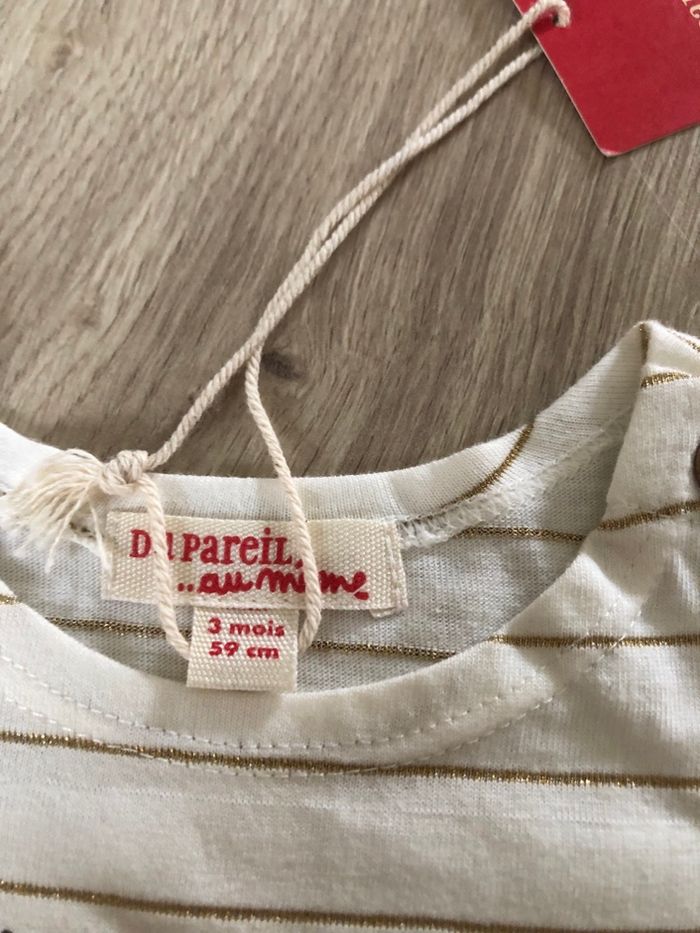 Du Pareil..
..au même
3 mois
59 cm